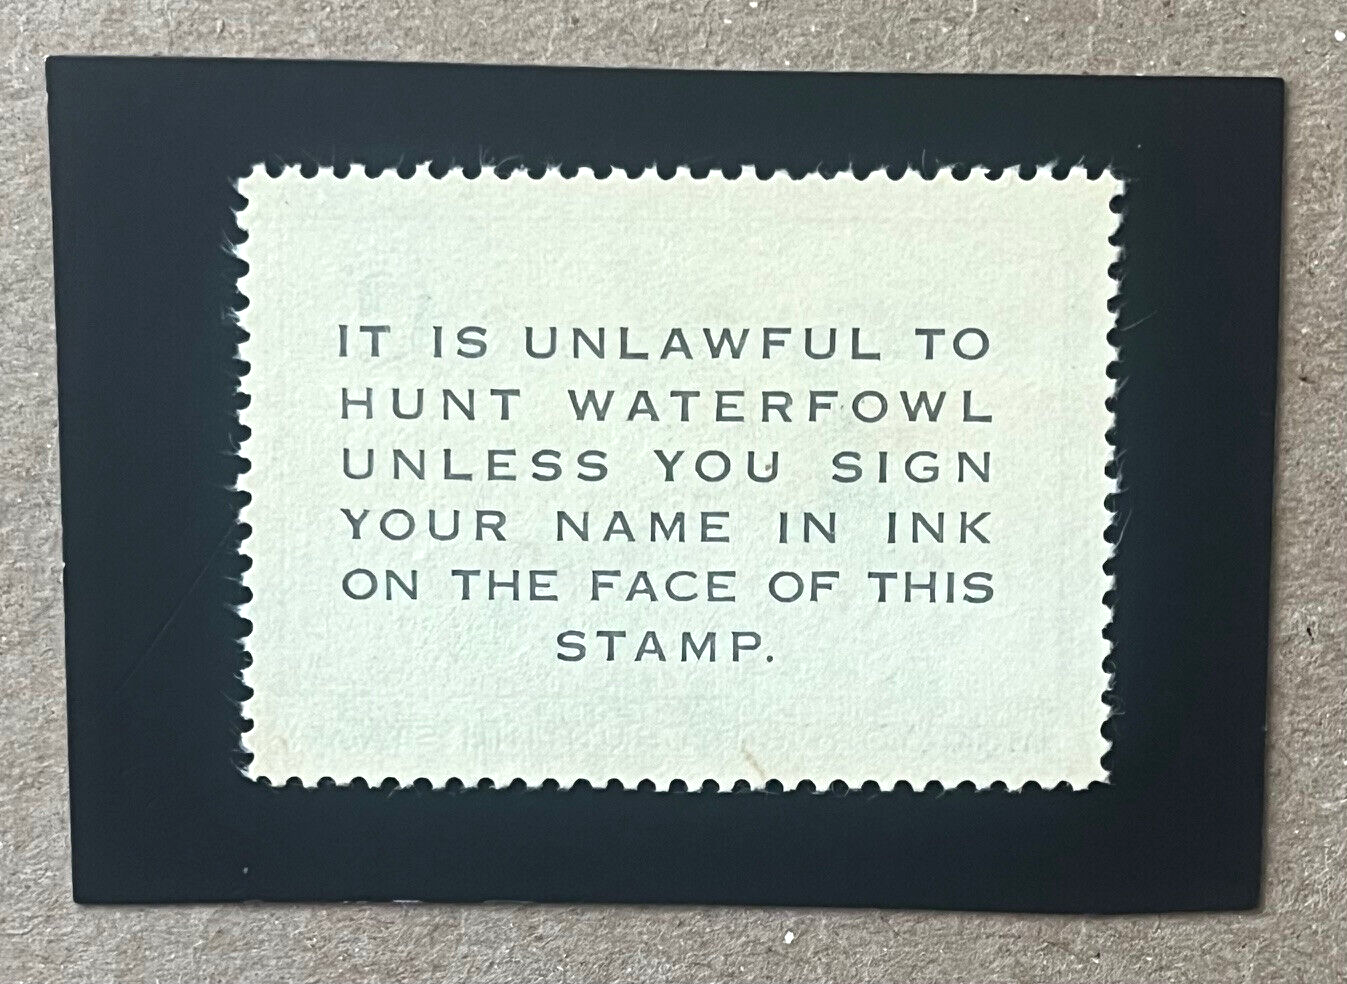 IT IS UNLAWFUL TO
HUNT WATERFOWL
UNLESS YOU SIGN
YOUR NAME IN INK
ON THE FACE OF THIS
STAMP.